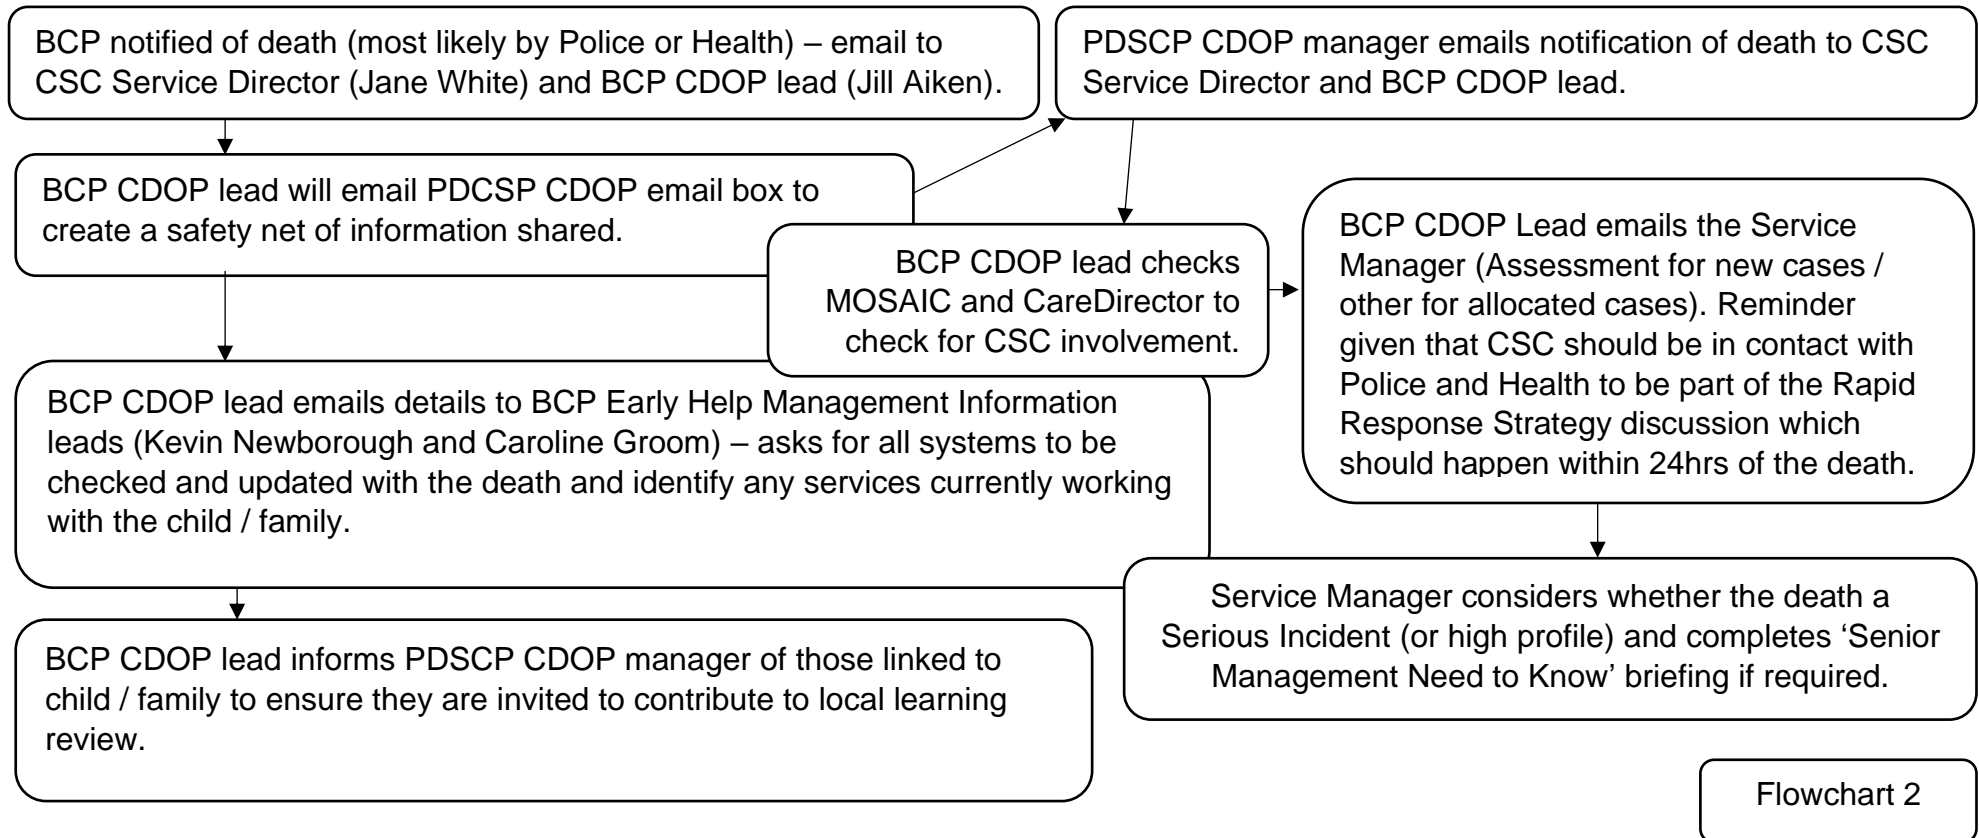 BCP notified of death (most likely by Police or Health) – email to
CSC Service Director (Jane White) and BCP CDOP lead (Jill Aiken).
PDSCP CDOP manager emails notification of death to CSC
Service Director and BCP CDOP lead.
BCP CDOP lead will email PDCSP CDOP email box to
create a safety net of information shared.
BCP CDOP lead checks
MOSAIC and CareDirector to
check for CSC involvement.
BCP CDOP Lead emails the Service
Manager (Assessment for new cases /
other for allocated cases). Reminder
given that CSC should be in contact with
Police and Health to be part of the Rapid
Response Strategy discussion which
should happen within 24hrs of the death.
BCP CDOP lead emails details to BCP Early Help Management Information
leads (Kevin Newborough and Caroline Groom) – asks for all systems to be
checked and updated with the death and identify any services currently working
with the child / family.
Service Manager considers whether the death a
Serious Incident (or high profile) and completes ‘Senior
Management Need to Know’ briefing if required.
BCP CDOP lead informs PDSCP CDOP manager of those linked to
child / family to ensure they are invited to contribute to local learning
review.
Flowchart 2